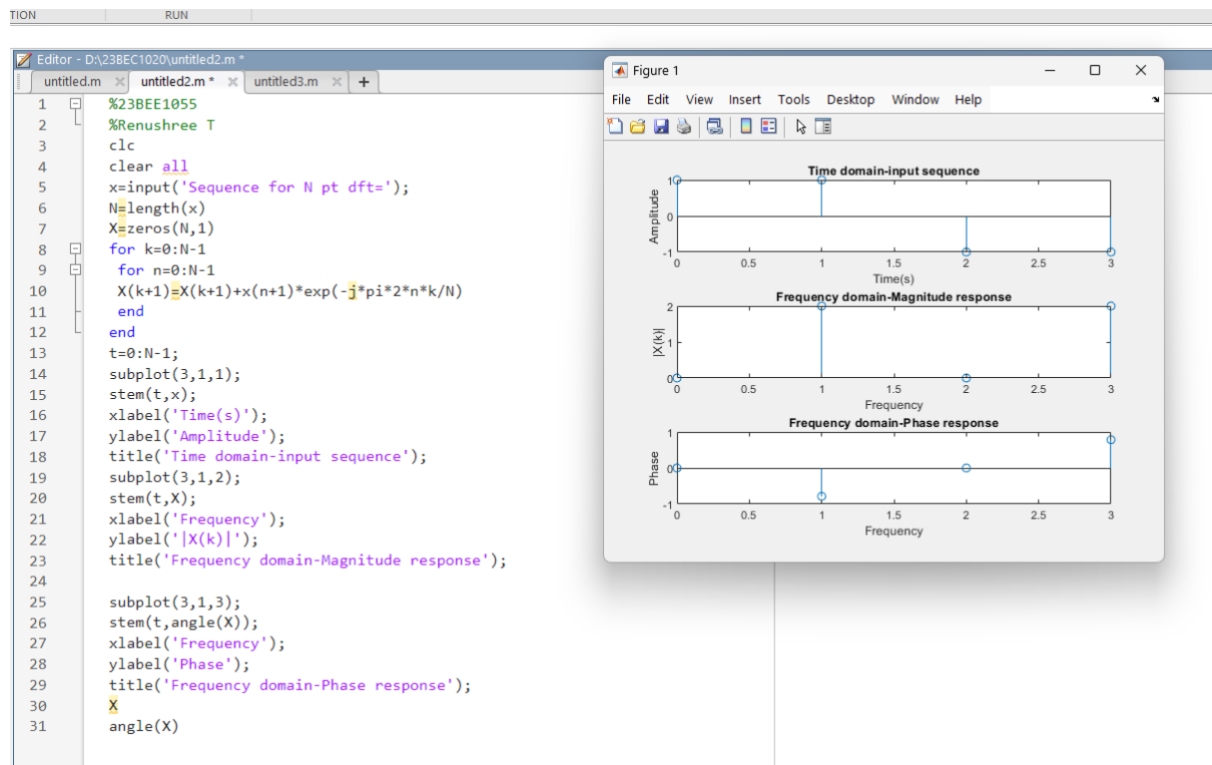 TION RUN
Editor - D:\23BEC1020\untitled2.m *
untitled.m untitled2.m * untitled3.m +
1 %23BEE1055
2 %Renushree T
3 clc
4 clear all
5 x=input('Sequence for N pt dft=');
6 N=length(x)
7 X=zeros(N,1)
8 for k=0:N-1
9 for n=0:N-1
10 X(k+1)=X(k+1)+x(n+1)*exp(-j*pi*2*n*k/N)
11 end
12 end
13 t=0:N-1;
14 subplot(3,1,1);
15 stem(t,x);
16 xlabel('Time(s)');
17 ylabel('Amplitude');
18 title('Time domain-input sequence');
19 subplot(3,1,2);
20 stem(t,X);
21 xlabel('Frequency');
22 ylabel('|X(k)|');
23 title('Frequency domain-Magnitude response');
24
25 subplot(3,1,3);
26 stem(t,angle(X));
27 xlabel('Frequency');
28 ylabel('Phase');
29 title('Frequency domain-Phase response');
30 X
31 angle(X)
Figure 1
File Edit View Insert Tools Desktop Window Help
Time domain-input sequence
1
0
-1
Amplitude
0 0.5 1 1.5 2 2.5 3
Time(s)
Frequency domain-Magnitude response
2
1
0
|X(k)|
0 0.5 1 1.5 2 2.5 3
Frequency
Frequency domain-Phase response
1
0
-1
Phase
0 0.5 1 1.5 2 2.5 3
Frequency